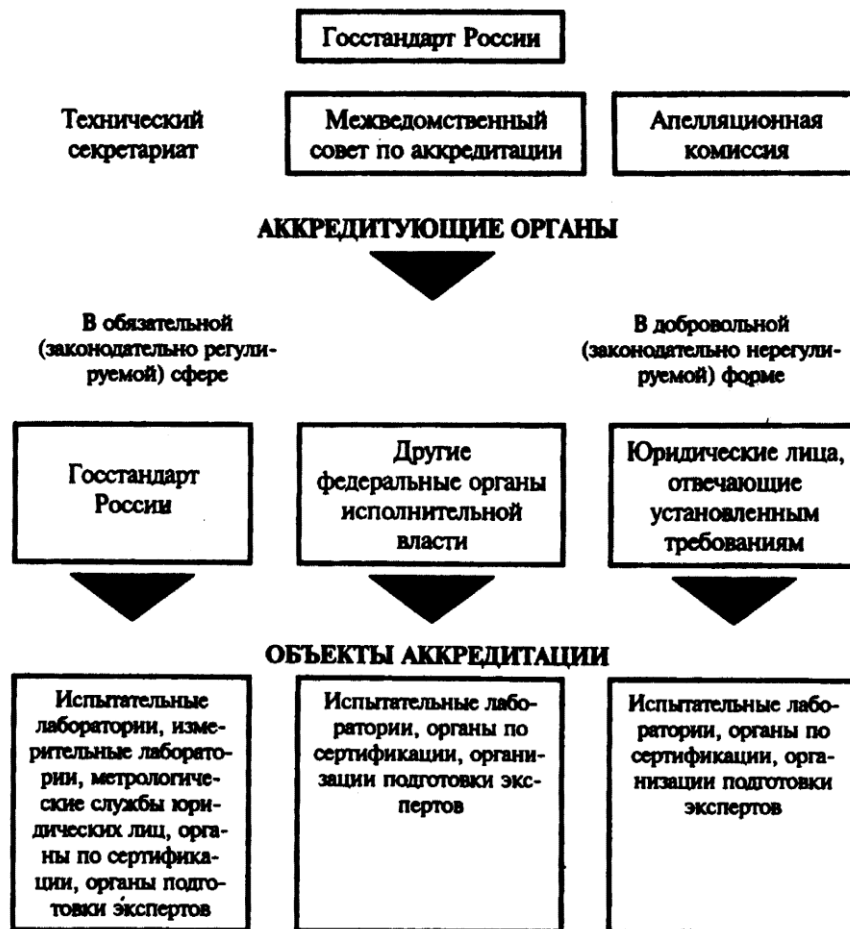 Госстандарт России
Технический
секретариат
Межведомственный
совет по аккредитации
Апелляционная
комиссия
АККРЕДИТУЮЩИЕ ОРГАНЫ
В обязательной
(законодательно регули-
руемой) сфере
В добровольной
(законодательно нерегули-
руемой) форме
Госстандарт
России
Другие
федеральные органы
исполнительной
власти
Юридические лица,
отвечающие
установленным
требованиям
ОБЪЕКТЫ АККРЕДИТАЦИИ
Испытательные
лаборатории, изме-
рительные лаборато-
рии, метрологиче-
ские службы юри-
дических лиц, орга-
ны по сертифика-
ции, органы подго-
товки экспертов
Испытательные лабо-
ратории, органы по
сертификации, органи-
зации подготовки экс-
пертов
Испытательные лабо-
ратории, органы по
сертификации, орга-
низации подготовки
экспертов